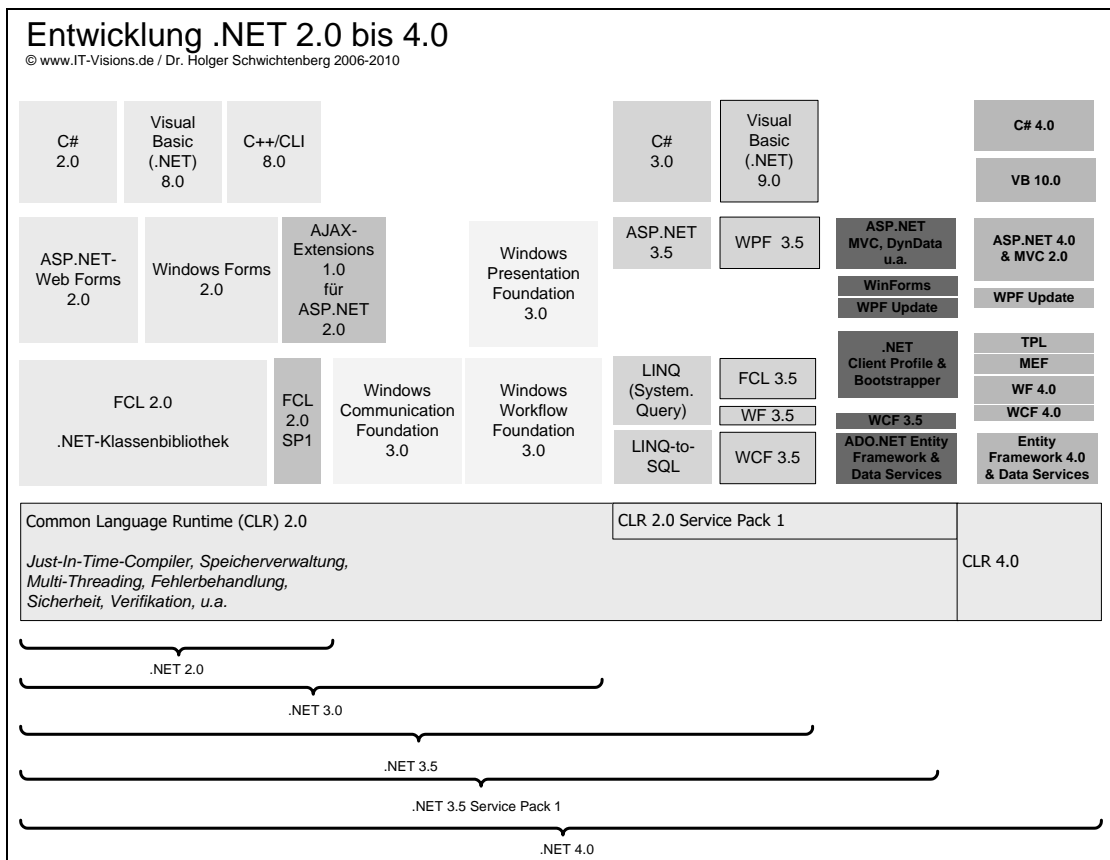 Entwicklung .NET 2.0 bis 4.0
© www.IT-Visions.de / Dr. Holger Schwichtenberg 2006-2010
C#
2.0
Visual
Basic
(.NET)
8.0
C++/CLI
8.0
C#
3.0
Visual
Basic
(.NET)
9.0
C# 4.0
VB 10.0
ASP.NET-
Web Forms
2.0
Windows Forms
2.0
AJAX-
Extensions
1.0
für
ASP.NET
2.0
Windows
Presentation
Foundation
3.0
ASP.NET
3.5
WPF 3.5
ASP.NET
MVC, DynData
u.a.
WinForms
WPF Update
ASP.NET 4.0
& MVC 2.0
WPF Update
FCL 2.0
.NET-Klassenbibliothek
FCL
2.0
SP1
Windows
Communication
Foundation
3.0
Windows
Workflow
Foundation
3.0
LINQ
(System.
Query)
LINQ-to-
SQL
FCL 3.5
WF 3.5
WCF 3.5
.NET
Client Profile &
Bootstrapper
WCF 3.5
ADO.NET Entity
Framework &
Data Services
TPL
MEF
WF 4.0
WCF 4.0
Entity
Framework 4.0
& Data Services
Common Language Runtime (CLR) 2.0
Just-In-Time-Compiler, Speicherverwaltung,
Multi-Threading, Fehlerbehandlung,
Sicherheit, Verifikation, u.a.
CLR 2.0 Service Pack 1
CLR 4.0
.NET 2.0
.NET 3.0
.NET 3.5
.NET 3.5 Service Pack 1
.NET 4.0